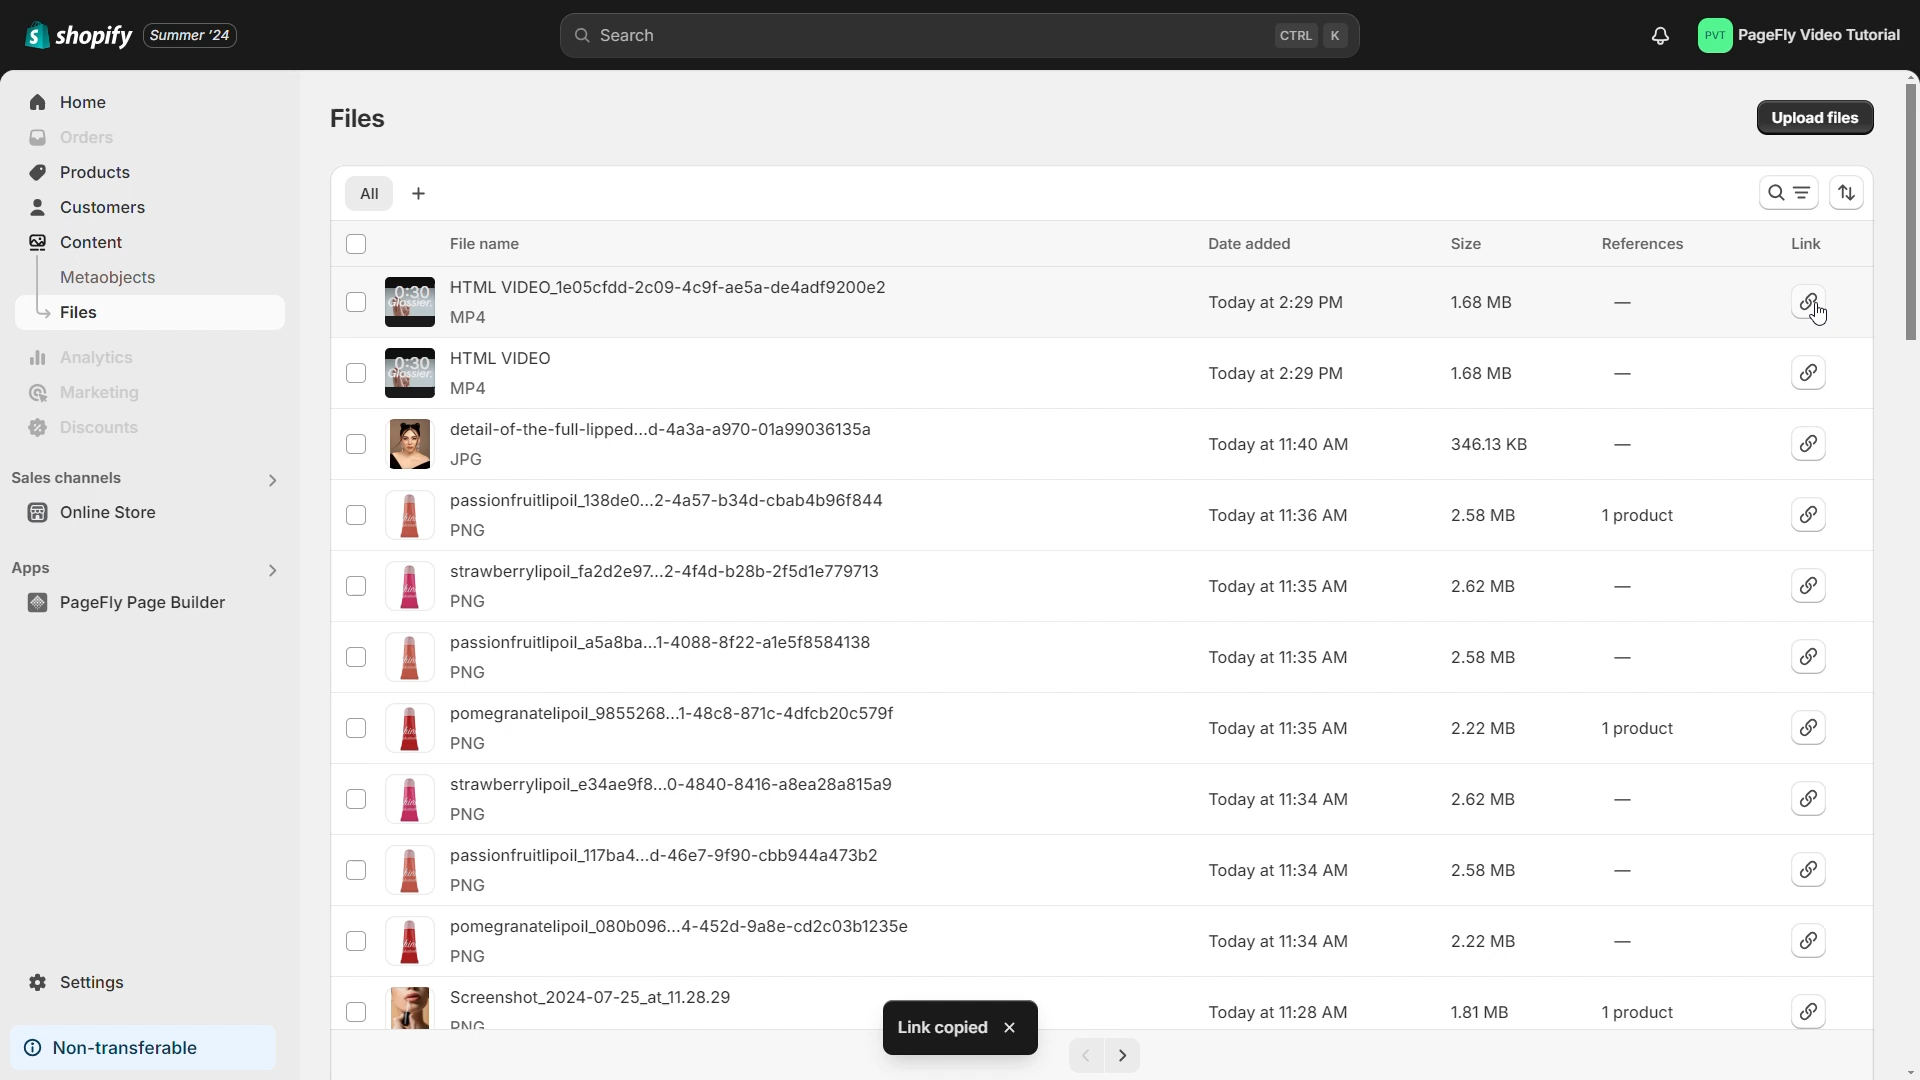 shopify Summer '24
Search CTRL K
PVT PageFly Video Tutorial
Home
Orders
Products
Customers
Content
Metaobjects
Files
Analytics
Marketing
Discounts
Sales channels
Online Store
Apps
PageFly Page Builder
Settings
Non-transferable
Files
Upload files
All
File name Date added Size References Link
HTML VIDEO_1e05cfdd-2c09-4c9f-ae5a-de4adf9200e2
MP4
Today at 2:29 PM 1.68 MB —
0:30
Glossier.
HTML VIDEO
MP4
Today at 2:29 PM 1.68 MB —
0:30
Glossier.
detail-of-the-full-lipped...d-4a3a-a970-01a99036135a
JPG
Today at 11:40 AM 346.13 KB —
passionfruitlipoil_138de0...2-4a57-b34d-cbab4b96f844
PNG
Today at 11:36 AM 2.58 MB 1 product
strawberrylipoil_fa2d2e97...2-4f4d-b28b-2f5d1e779713
PNG
Today at 11:35 AM 2.62 MB —
passionfruitlipoil_a5a8ba...1-4088-8f22-a1e5f8584138
PNG
Today at 11:35 AM 2.58 MB —
pomegranatelipoil_9855268...1-48c8-871c-4dfcb20c579f
PNG
Today at 11:35 AM 2.22 MB 1 product
strawberrylipoil_e34ae9f8...0-4840-8416-a8ea28a815a9
PNG
Today at 11:34 AM 2.62 MB —
passionfruitlipoil_117ba4...d-46e7-9f90-cbb944a473b2
PNG
Today at 11:34 AM 2.58 MB —
pomegranatelipoil_080b096...4-452d-9a8e-cd2c03b1235e
PNG
Today at 11:34 AM 2.22 MB —
Screenshot_2024-07-25_at_11.28.29
PNG
Today at 11:28 AM 1.81 MB 1 product
Link copied